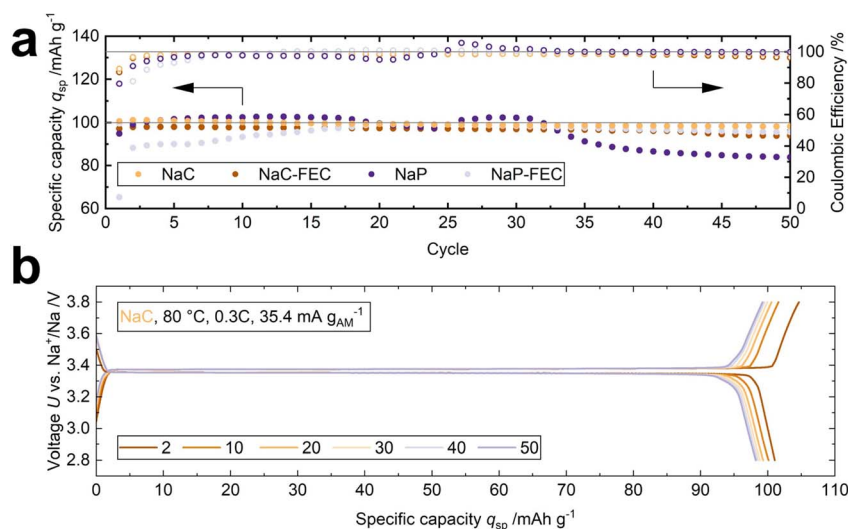 a
Specific capacity qsp /mAh g-1
140
120
100
80
60
100
80
60
40
20
0
Coulombic Efficiency /%
NaC NaC-FEC NaP NaP-FEC
0 5 10 15 20 25 30 35 40 45 50
Cycle
b
Voltage U vs. Na+/Na /V
3.8
3.6
3.4
3.2
3.0
2.8
NaC, 80 °C, 0.3C, 35.4 mA gAM-1
2 10 20 30 40 50
0 10 20 30 40 50 60 70 80 90 100 110
Specific capacity qsp /mAh g-1